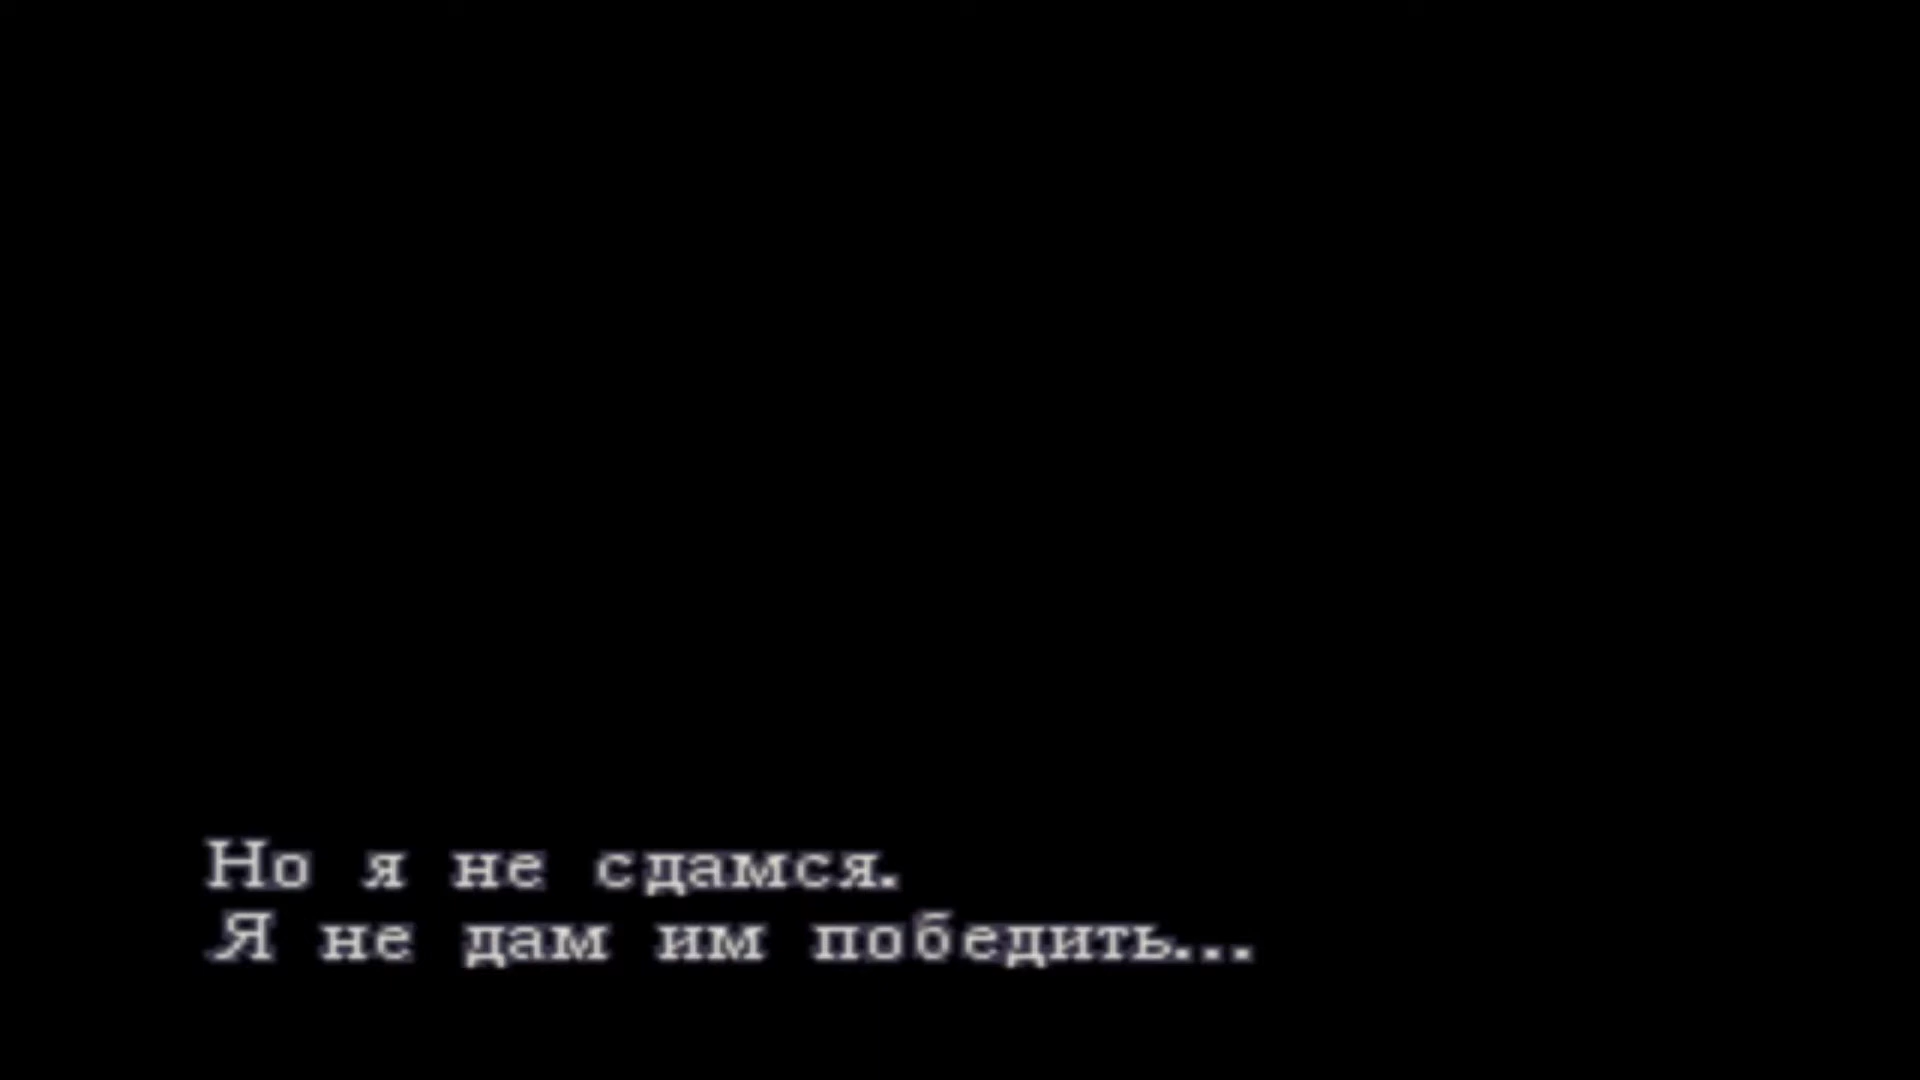 Но я не сдамся.
Я не дам им победить...